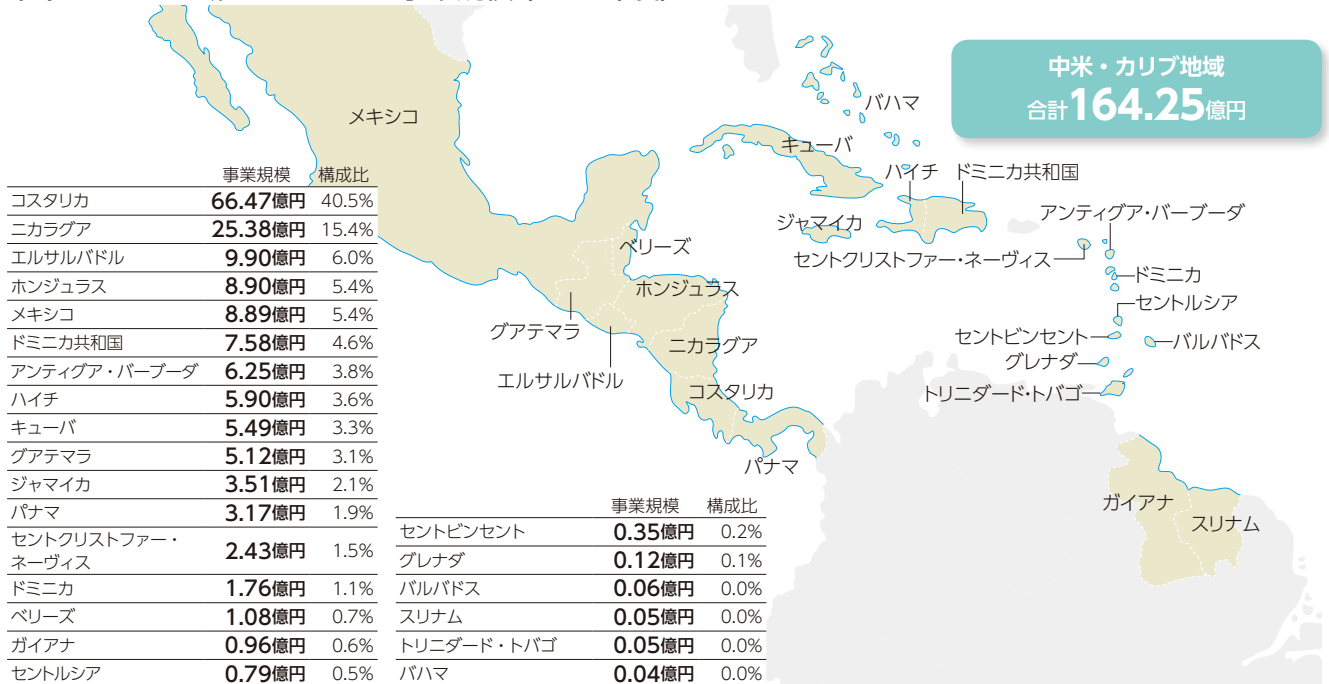 中米・カリブ地域
合計164.25億円
メキシコ
バハマ
キューバ
ハイチ
ドミニカ共和国
ジャマイカ
アンティグア・バーブーダ
セントクリストファー・ネーヴィス
ベリーズ
ドミニカ
ホンジュラス
セントルシア
グアテマラ
セントビンセント
バルバドス
ニカラグア
グレナダ
エルサルバドル
コスタリカ
トリニダード・トバゴ
パナマ
ガイアナ
スリナム
事業規模 構成比
コスタリカ 66.47億円 40.5%
ニカラグア 25.38億円 15.4%
エルサルバドル 9.90億円 6.0%
ホンジュラス 8.90億円 5.4%
メキシコ 8.89億円 5.4%
ドミニカ共和国 7.58億円 4.6%
アンティグア・バーブーダ 6.25億円 3.8%
ハイチ 5.90億円 3.6%
キューバ 5.49億円 3.3%
グアテマラ 5.12億円 3.1%
ジャマイカ 3.51億円 2.1%
パナマ 3.17億円 1.9%
セントクリストファー・
ネーヴィス 2.43億円 1.5%
ドミニカ 1.76億円 1.1%
ベリーズ 1.08億円 0.7%
ガイアナ 0.96億円 0.6%
セントルシア 0.79億円 0.5%
事業規模 構成比
セントビンセント 0.35億円 0.2%
グレナダ 0.12億円 0.1%
バルバドス 0.06億円 0.0%
スリナム 0.05億円 0.0%
トリニダード・トバゴ 0.05億円 0.0%
バハマ 0.04億円 0.0%